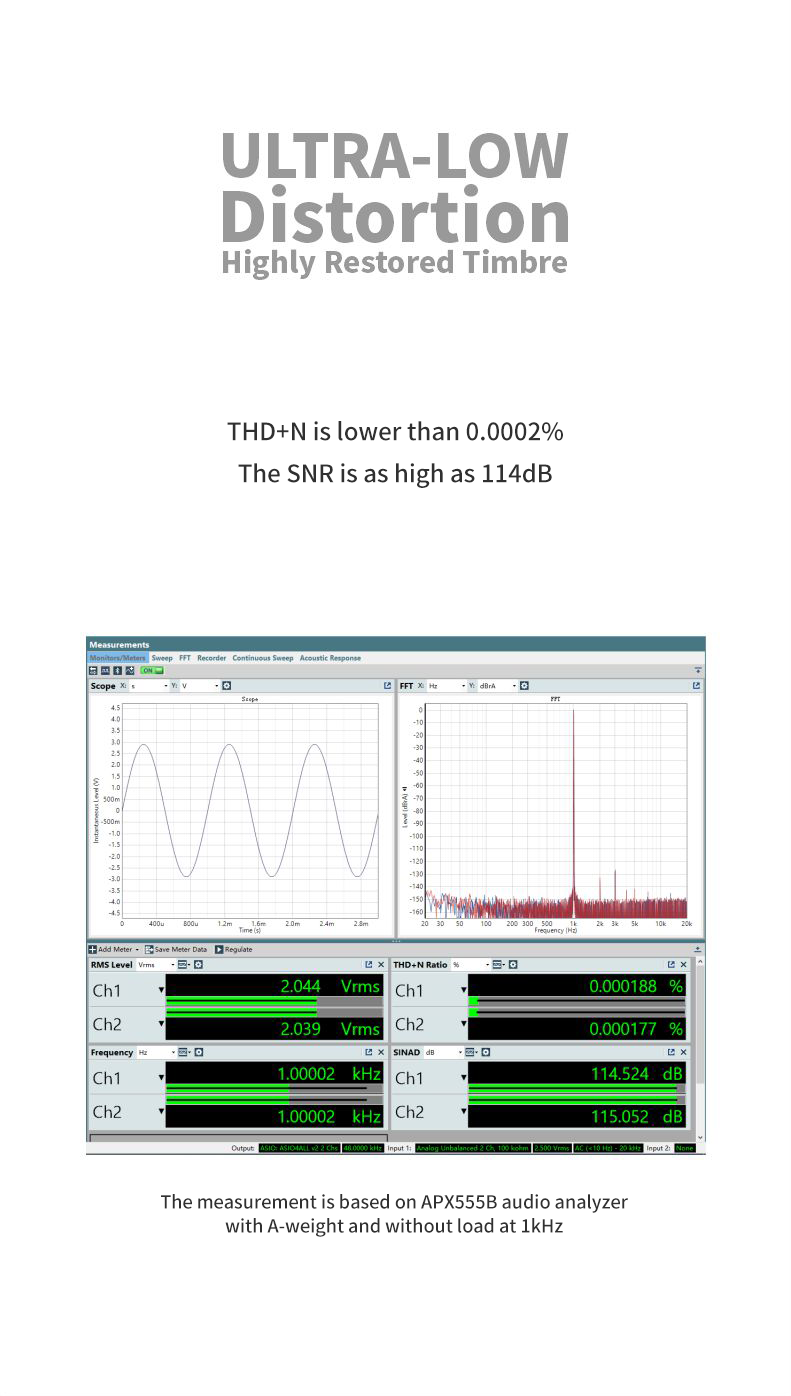 ULTRA-LOW
Distortion
Highly Restored Timbre
THD+N is lower than 0.0002%
The SNR is as high as 114dB
Measurements
Monitors/Meters Sweep FFT Recorder Continuous Sweep Acoustic Response
ON
Scope X: s Y: V
Scope
4.5
4.0
3.5
3.0
2.5
2.0
1.5
1.0
500m
0
-500m
-1.0
-1.5
-2.0
-2.5
-3.0
-3.5
-4.0
-4.5
Instantaneous Level (V)
0 400u 800u 1.2m 1.6m 2.0m 2.4m 2.8m
Time (s)
FFT X: Hz Y: dBrA
FFT
0
-10
-20
-30
-40
-50
-60
-70
-80
-90
-100
-110
-120
-130
-140
-150
-160
Level (dBrA)
20 30 50 100 200 300 500 1k 2k 3k 5k 10k 20k
Frequency (Hz)
Add Meter Save Meter Data Regulate
RMS Level Vrms
Ch1 2.044 Vrms
Ch2 2.039 Vrms
THD+N Ratio %
Ch1 0.000188 %
Ch2 0.000177 %
Frequency Hz
Ch1 1.00002 kHz
Ch2 1.00002 kHz
SINAD dB
Ch1 114.524 dB
Ch2 115.052 dB
Output: ASIO: ASIO4ALL v2 2 Chs 48.0000 kHz Input 1: Analog Unbalanced 2 Ch, 100 kohm 2.500 Vrms AC (<10 Hz) - 20 kHz Input 2: None
The measurement is based on APX555B audio analyzer
with A-weight and without load at 1kHz